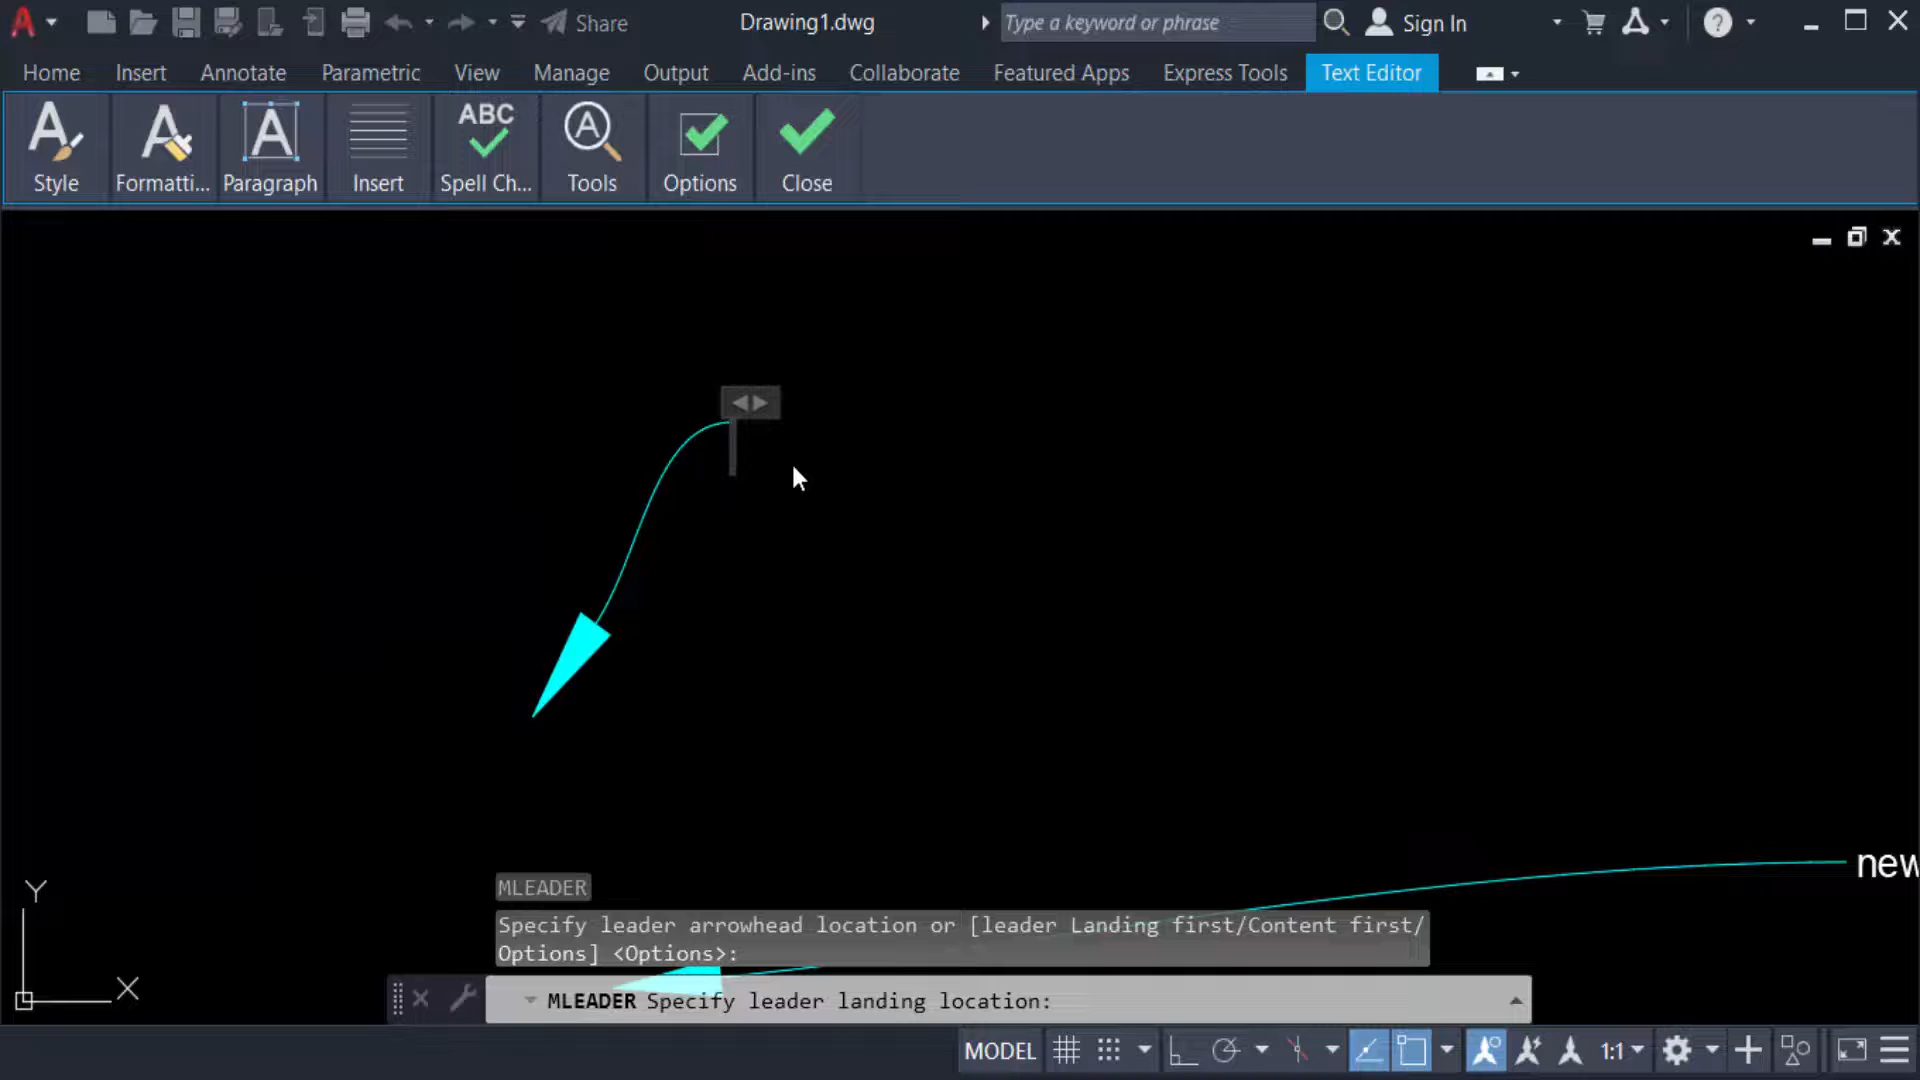 Share
Drawing1.dwg
Type a keyword or phrase
Sign In
Home Insert Annotate Parametric View Manage Output Add-ins Collaborate Featured Apps Express Tools Text Editor
ABC
Style Formatti... Paragraph Insert Spell Ch... Tools Options Close
new
Y
X
MLEADER
Specify leader arrowhead location or [leader Landing first/Content first/
Options] <Options>:
MLEADER Specify leader landing location:
MODEL 1:1